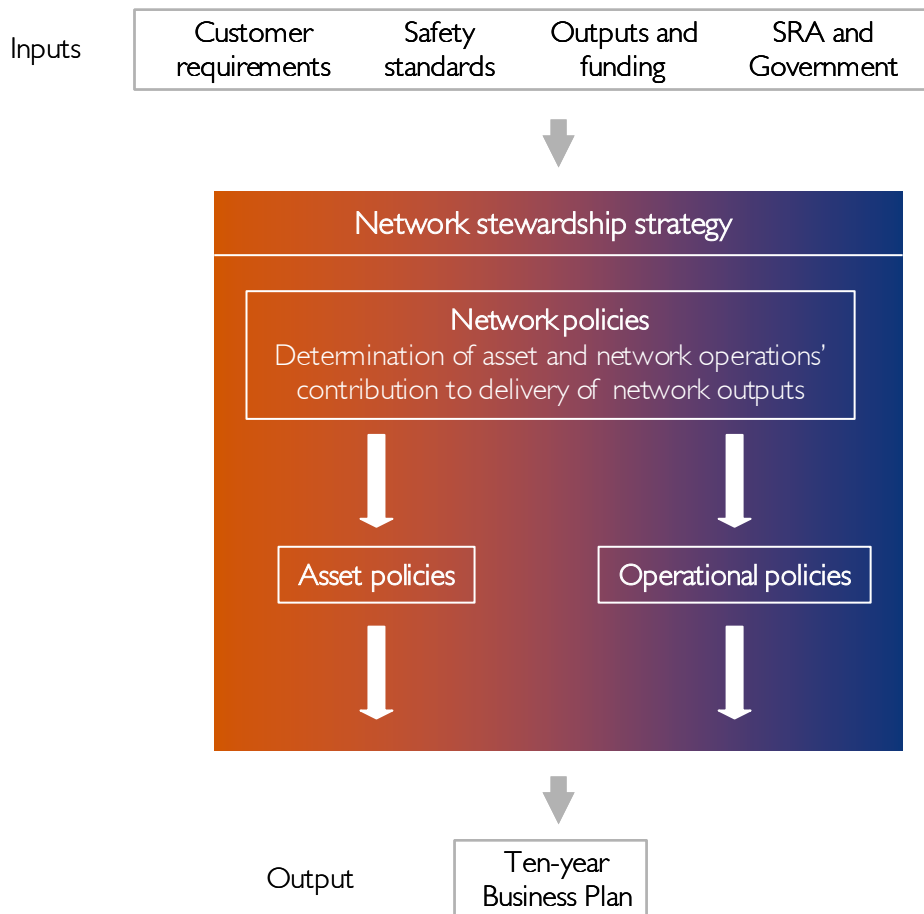 Inputs
Customer requirements
Safety standards
Outputs and funding
SRA and Government
Network stewardship strategy
Network policies
Determination of asset and network operations’
contribution to delivery of network outputs
Asset policies
Operational policies
Output
Ten-year
Business Plan